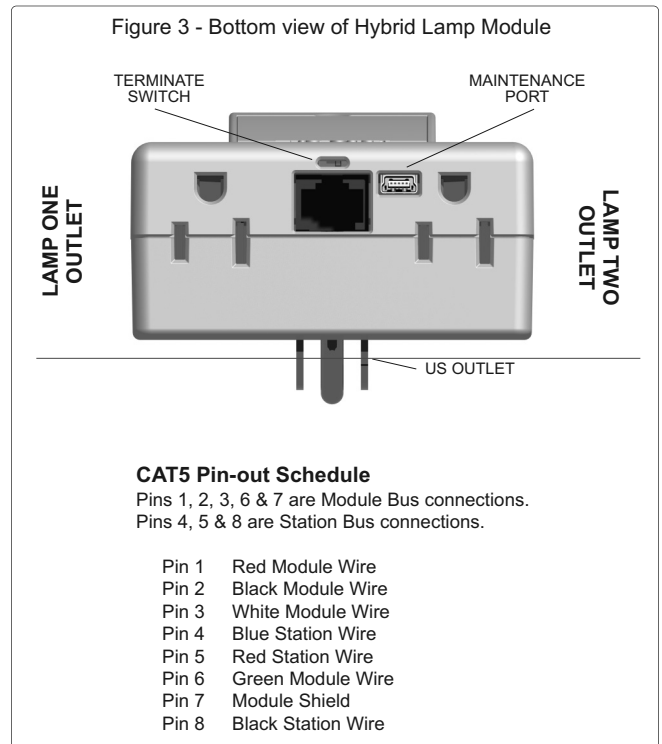 Figure 3 - Bottom view of Hybrid Lamp Module
TERMINATE
SWITCH
MAINTENANCE
PORT
LAMP ONE
OUTLET
LAMP TWO
OUTLET
US OUTLET
CAT5 Pin-out Schedule
Pins 1, 2, 3, 6 & 7 are Module Bus connections.
Pins 4, 5 & 8 are Station Bus connections.
Pin 1 Red Module Wire
Pin 2 Black Module Wire
Pin 3 White Module Wire
Pin 4 Blue Station Wire
Pin 5 Red Station Wire
Pin 6 Green Module Wire
Pin 7 Module Shield
Pin 8 Black Station Wire